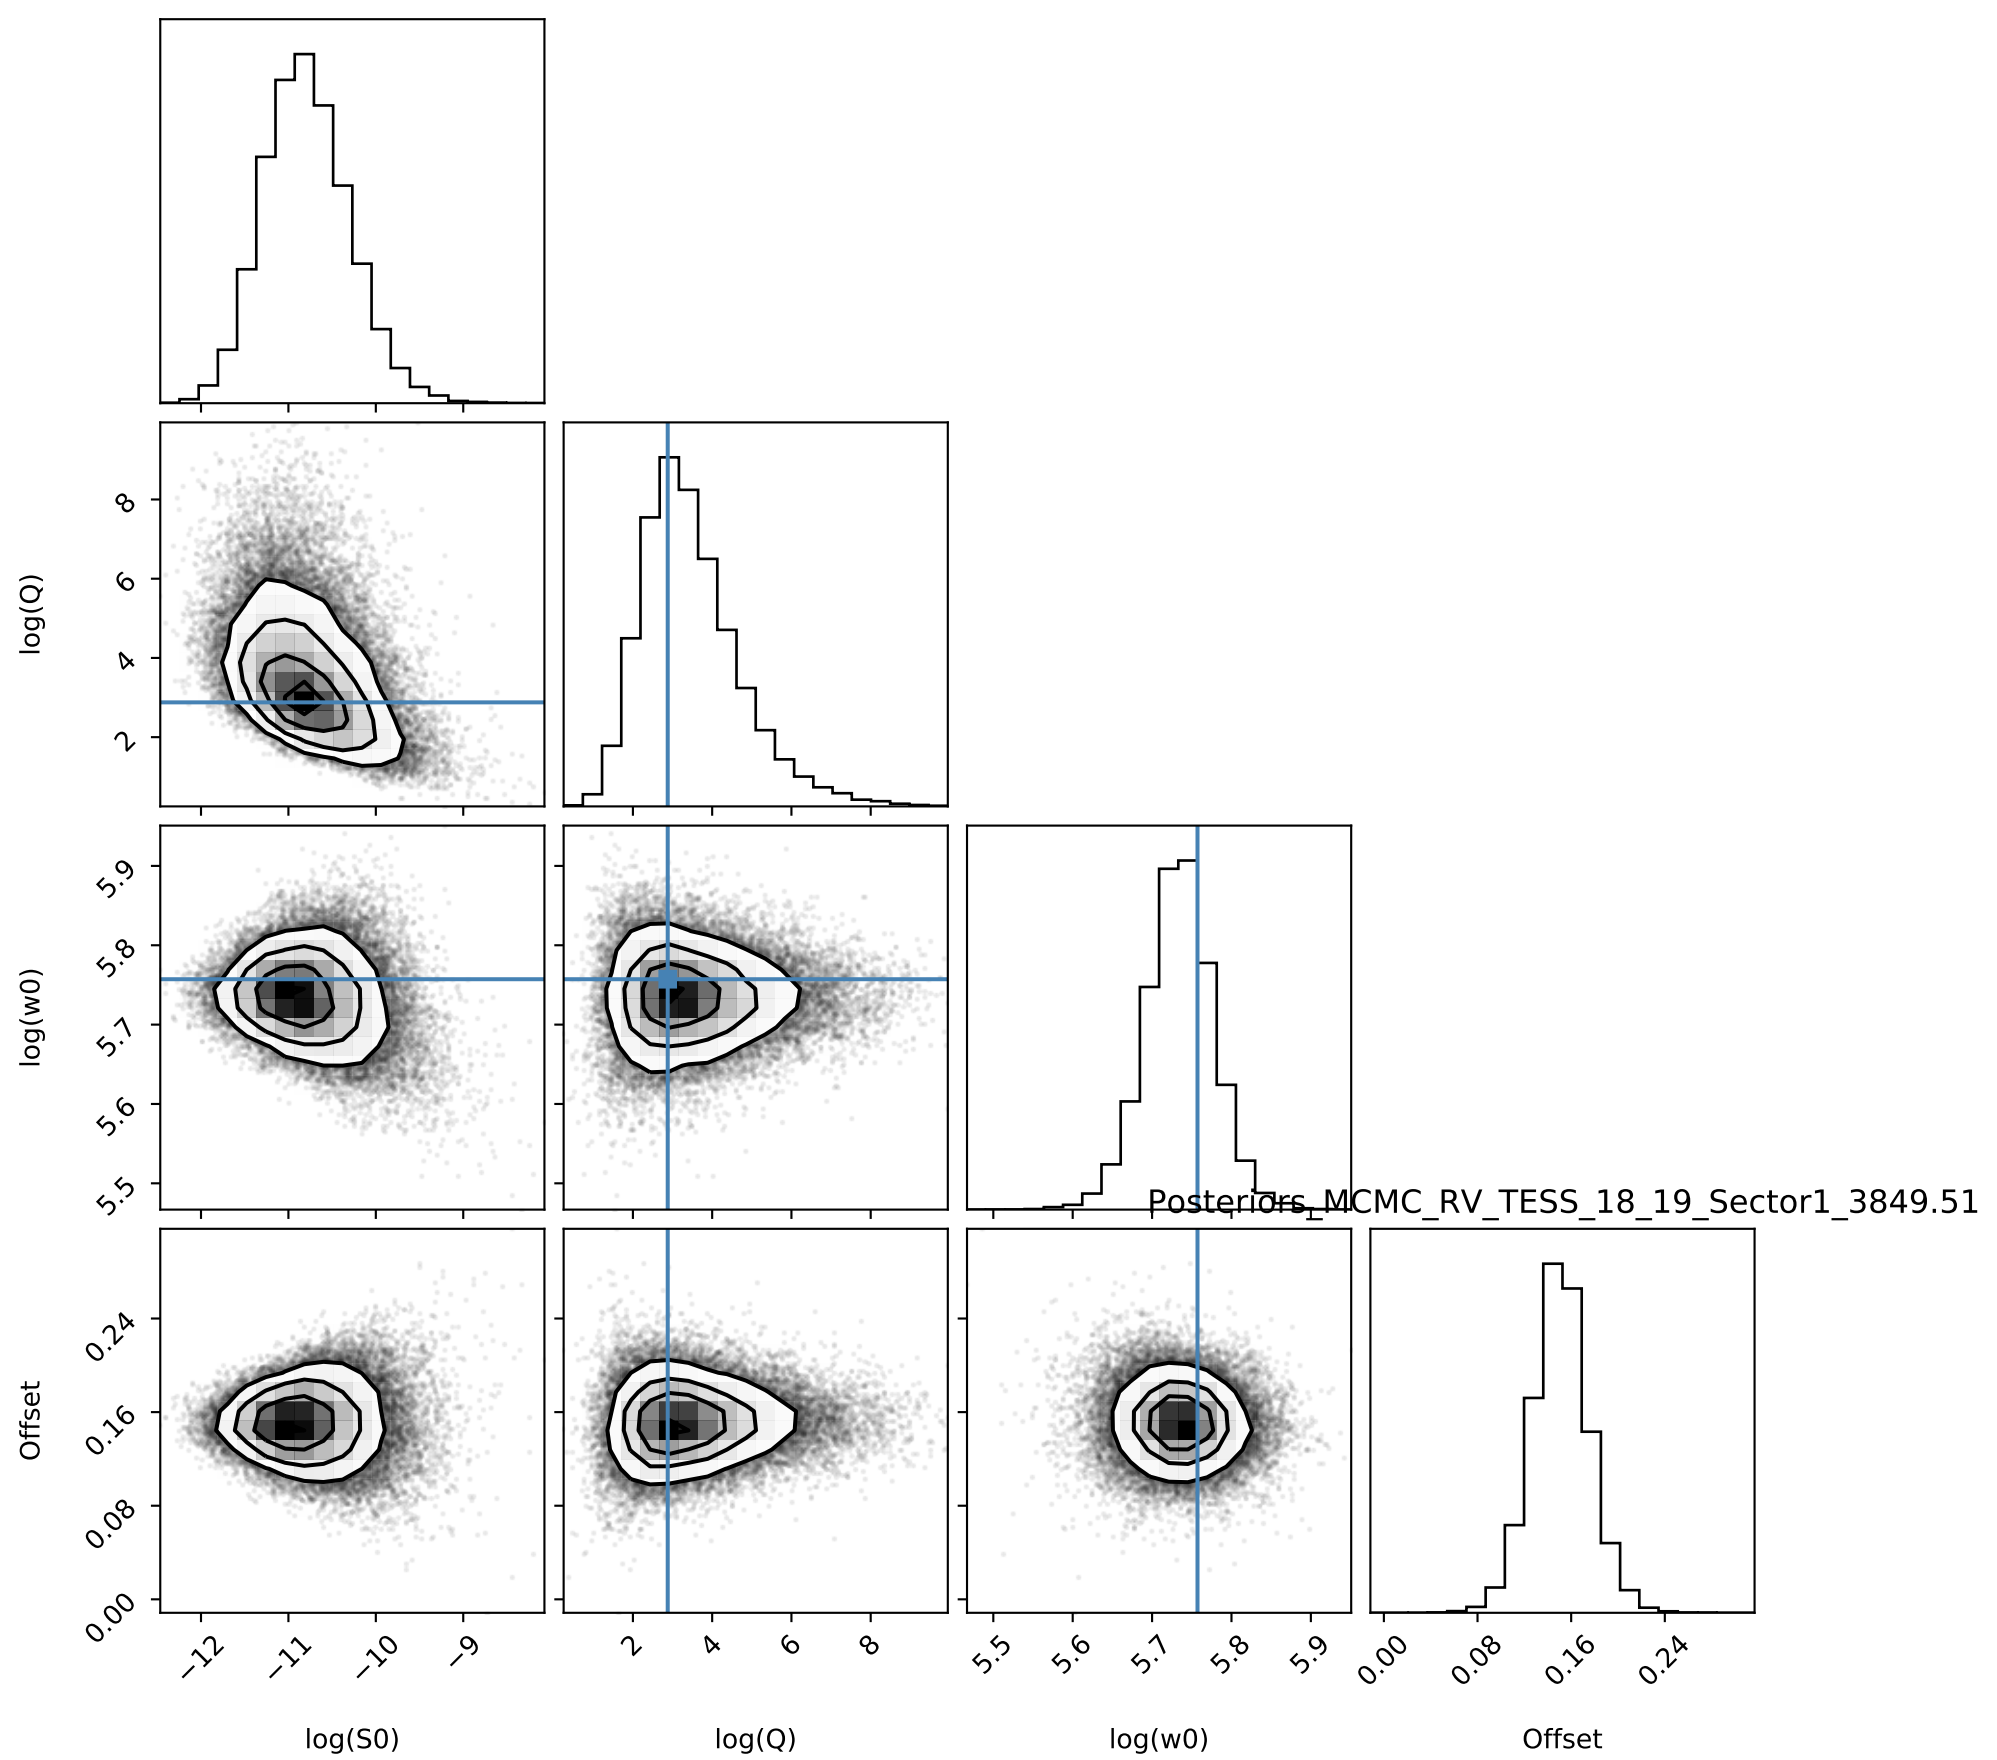 log(Q)
8
6
4
2
log(w0)
5.9
5.8
5.7
5.6
5.5
Posteriors_MCMC_RV_TESS_18_19_Sector1_3849.51
Offset
0.24
0.16
0.08
0.00
−12 −11 −10 −9 2 4 6 8 5.5 5.6 5.7 5.8 5.9 0.00 0.08 0.16 0.24
log(S0) log(Q) log(w0) Offset